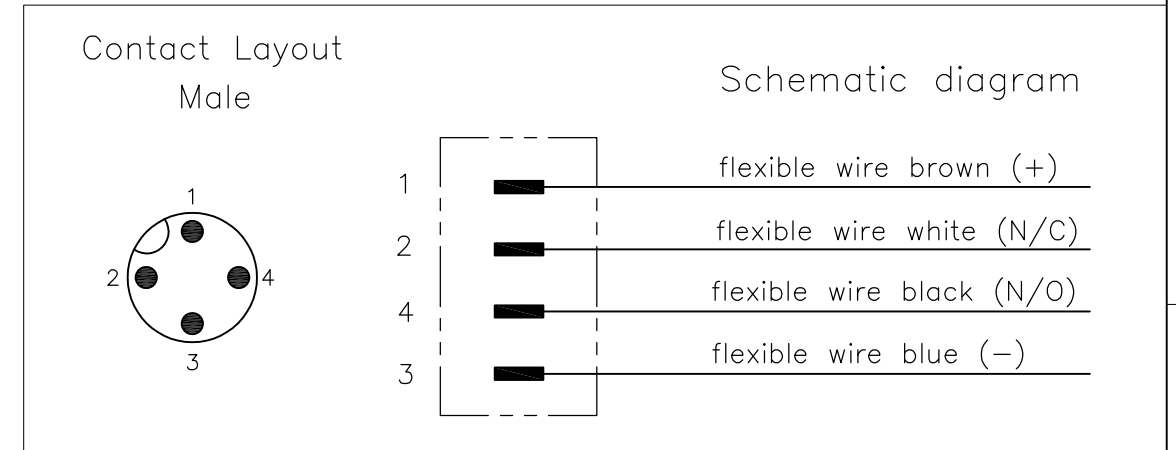 Contact Layout
Male
1
2
4
3
Schematic diagram
1
flexible wire brown (+)
2
flexible wire white (N/C)
4
flexible wire black (N/O)
3
flexible wire blue (−)